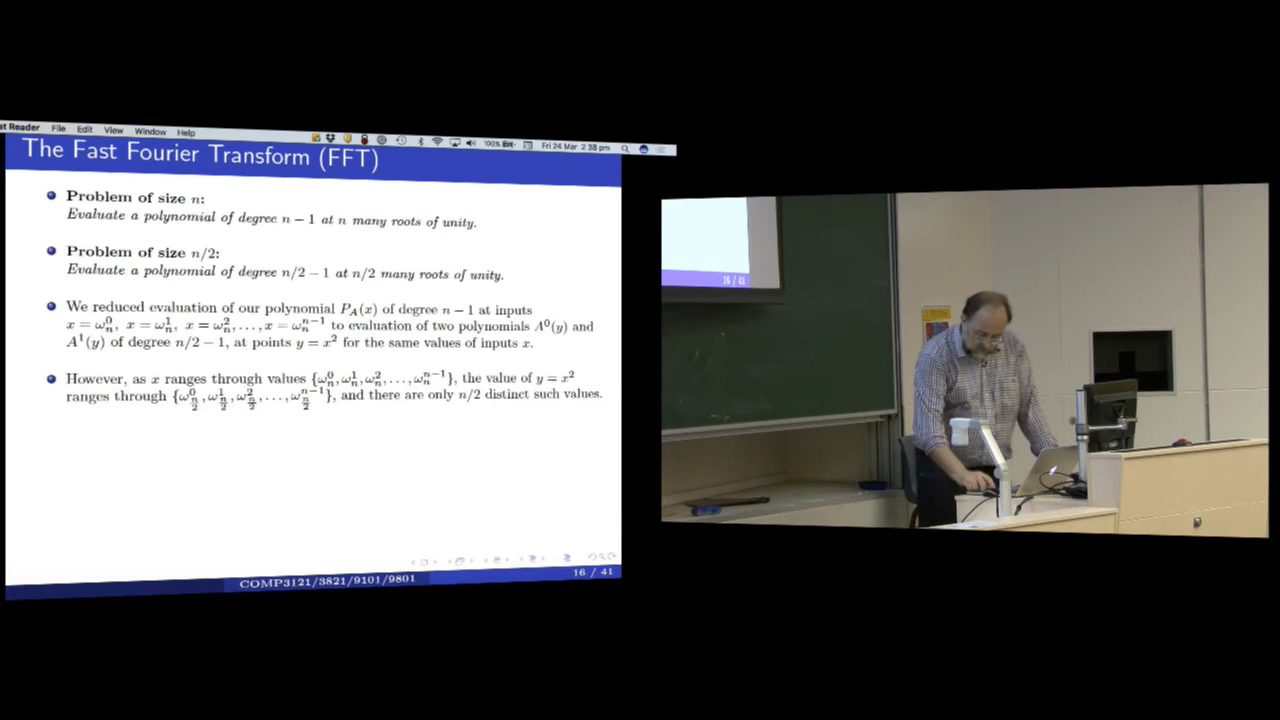 at Reader File Edit View Window Help 100% Fri 24 Mar 2:38 pm
The Fast Fourier Transform (FFT)
Problem of size n:
Evaluate a polynomial of degree n − 1 at n many roots of unity.
Problem of size n/2:
Evaluate a polynomial of degree n/2 − 1 at n/2 many roots of unity.
We reduced evaluation of our polynomial P_A(x) of degree n − 1 at inputs
x = ω_n^0, x = ω_n^1, x = ω_n^2, . . . , x = ω_n^{n−1} to evaluation of two polynomials A^0(y) and
A^1(y) of degree n/2 − 1, at points y = x^2 for the same values of inputs x.
However, as x ranges through values {ω_n^0, ω_n^1, ω_n^2, . . . , ω_n^{n−1}}, the value of y = x^2
ranges through {ω_{n/2}^0, ω_{n/2}^1, ω_{n/2}^2, . . . , ω_{n/2}^{n−1}}, and there are only n/2 distinct such values.
COMP3121/3821/9101/9801
16 / 41
16 / 41